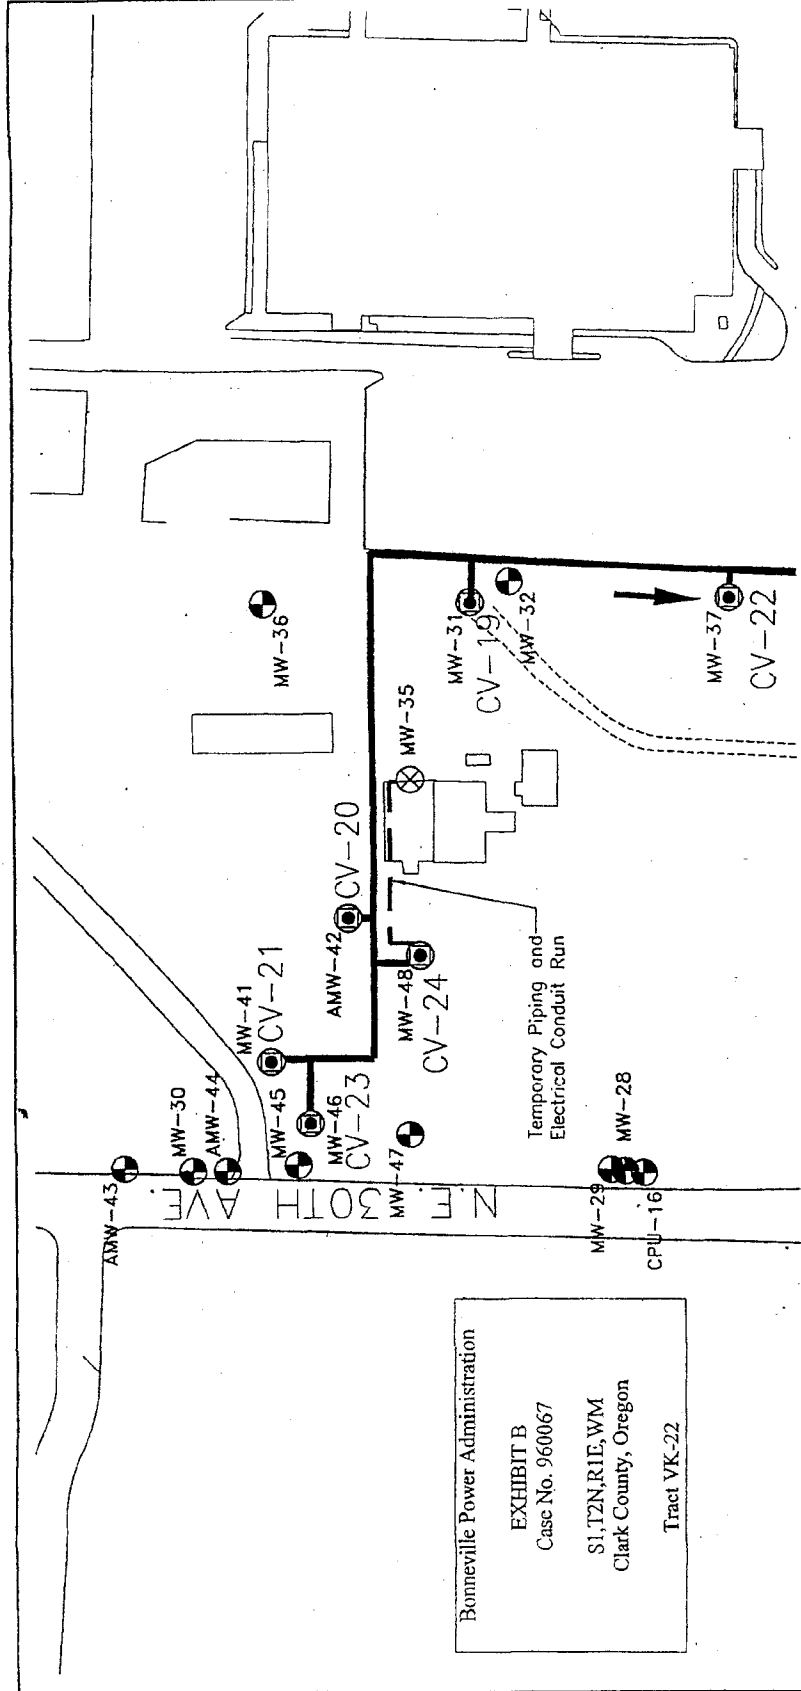 AMW-43
MW-30
AMW-44
MW-41
CV-21
MW-45
MW-46
CV-23
AMW-42
CV-20
MW-36
MW-48
CV-24
MW-47
MW-35
MW-31
CV-19
MW-32
MW-37
CV-22
MW-29
MW-28
CPU-16
N.E. 30TH AVE.
Temporary Piping and
Electrical Conduit Run
Bonneville Power Administration
EXHIBIT B
Case No. 960067
S1,T2N,R1E,WM
Clark County, Oregon
Tract VK-22